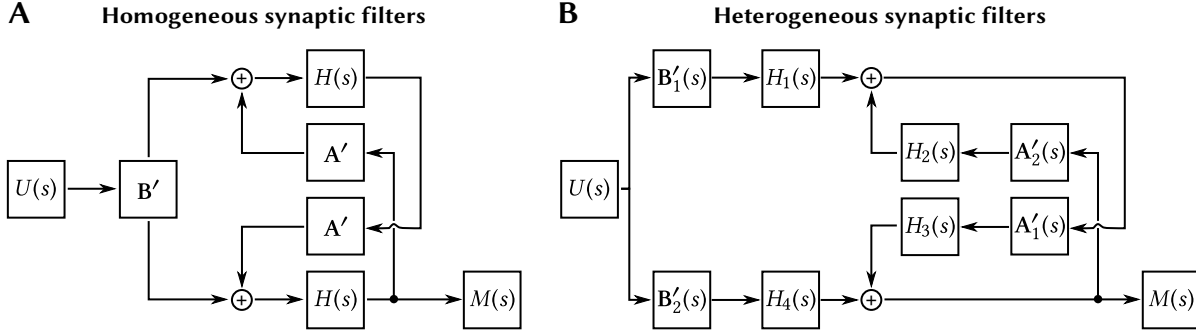 A Homogeneous synaptic filters
B Heterogeneous synaptic filters
+ H(s)
A′
U(s) B′
A′
+ H(s) M(s)
B′₁(s) H₁(s) +
H₂(s) A′₂(s)
U(s)
H₃(s) A′₁(s)
B′₂(s) H₄(s) + M(s)